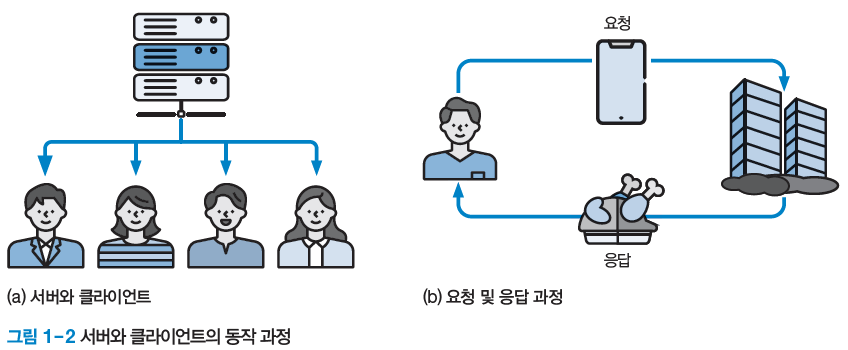 요청
응답
(a) 서버와 클라이언트
(b) 요청 및 응답 과정
그림 1-2 서버와 클라이언트의 동작 과정